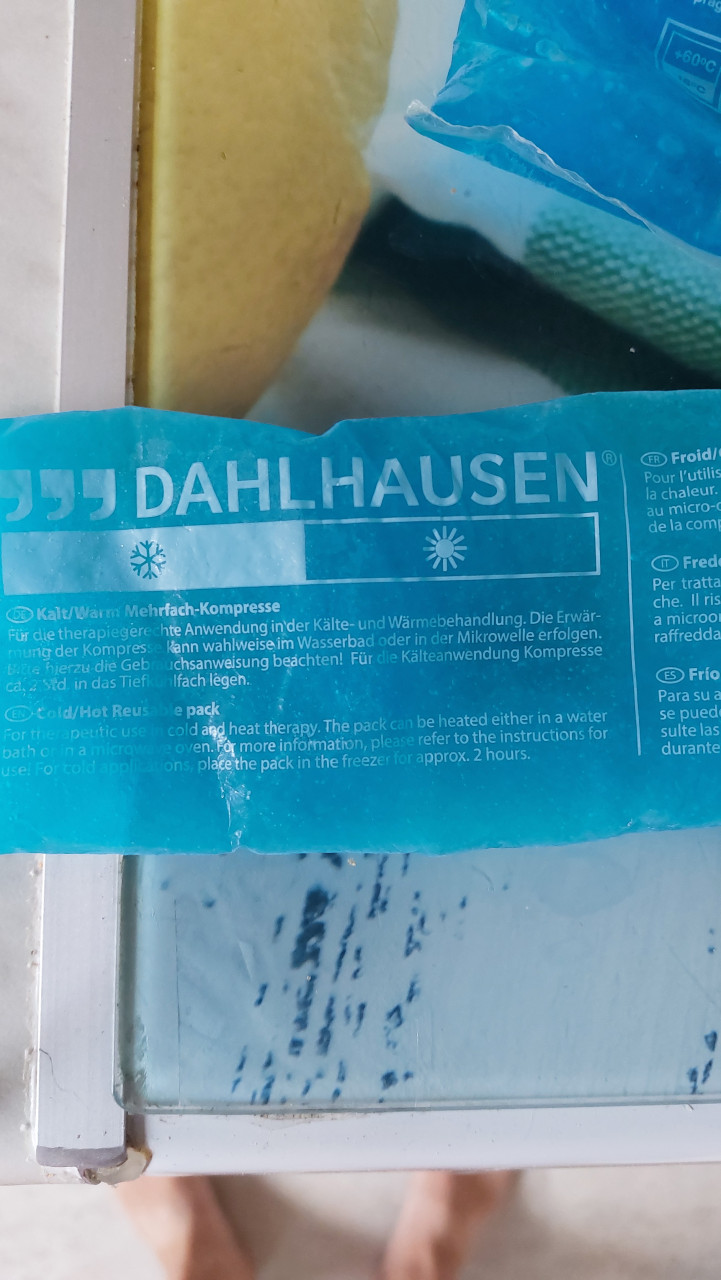 +60°C
DAHLHAUSEN®
DE Kalt/Warm Mehrfach-Kompresse
Für die therapiegerechte Anwendung in der Kälte- und Wärmebehandlung. Die Erwär-
mung der Kompresse kann wahlweise im Wasserbad oder in der Mikrowelle erfolgen.
Bitte hierzu die Gebrauchsanweisung beachten! Für die Kälteanwendung Kompresse
ca. 2 Std. in das Tiefkühlfach legen.
EN Cold/Hot Reusable pack
For therapeutic use in cold and heat therapy. The pack can be heated either in a water
bath or in a microwave oven. For more information, please refer to the instructions for
use! For cold applications, place the pack in the freezer for approx. 2 hours.
FR Froid/
Pour l'utilis
la chaleur.
au micro-o
de la comp
IT Fredd
Per tratta
che. Il ris
a microo
raffredda
ES Frío
Para su a
se puede
sulte las
durante